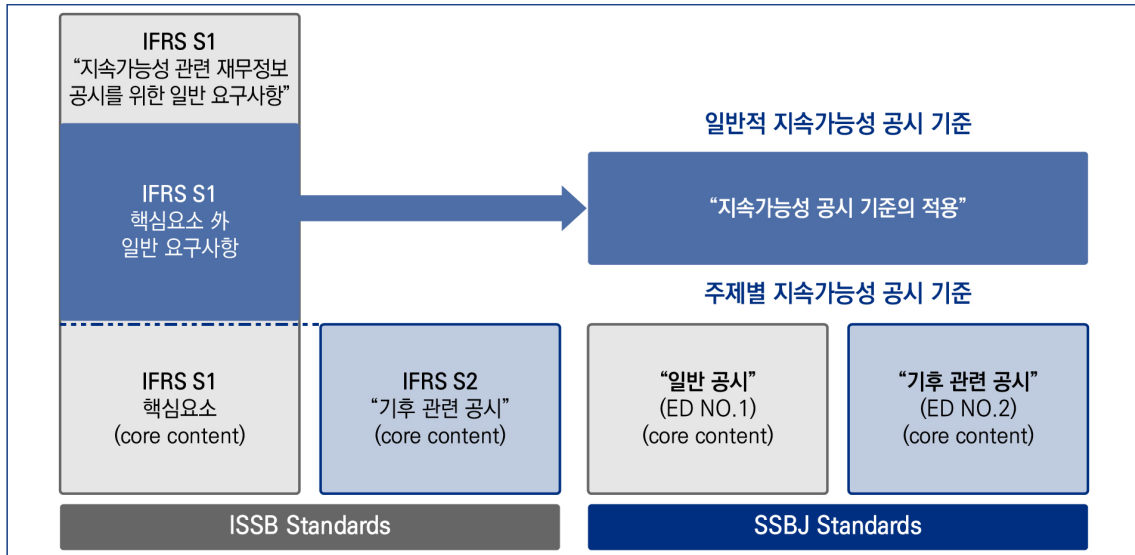 IFRS S1
“지속가능성 관련 재무정보
공시를 위한 일반 요구사항”
IFRS S1
핵심요소 外
일반 요구사항
IFRS S1
핵심요소
(core content)
IFRS S2
“기후 관련 공시”
(core content)
ISSB Standards
일반적 지속가능성 공시 기준
“지속가능성 공시 기준의 적용”
주제별 지속가능성 공시 기준
“일반 공시”
(ED NO.1)
(core content)
“기후 관련 공시”
(ED NO.2)
(core content)
SSBJ Standards